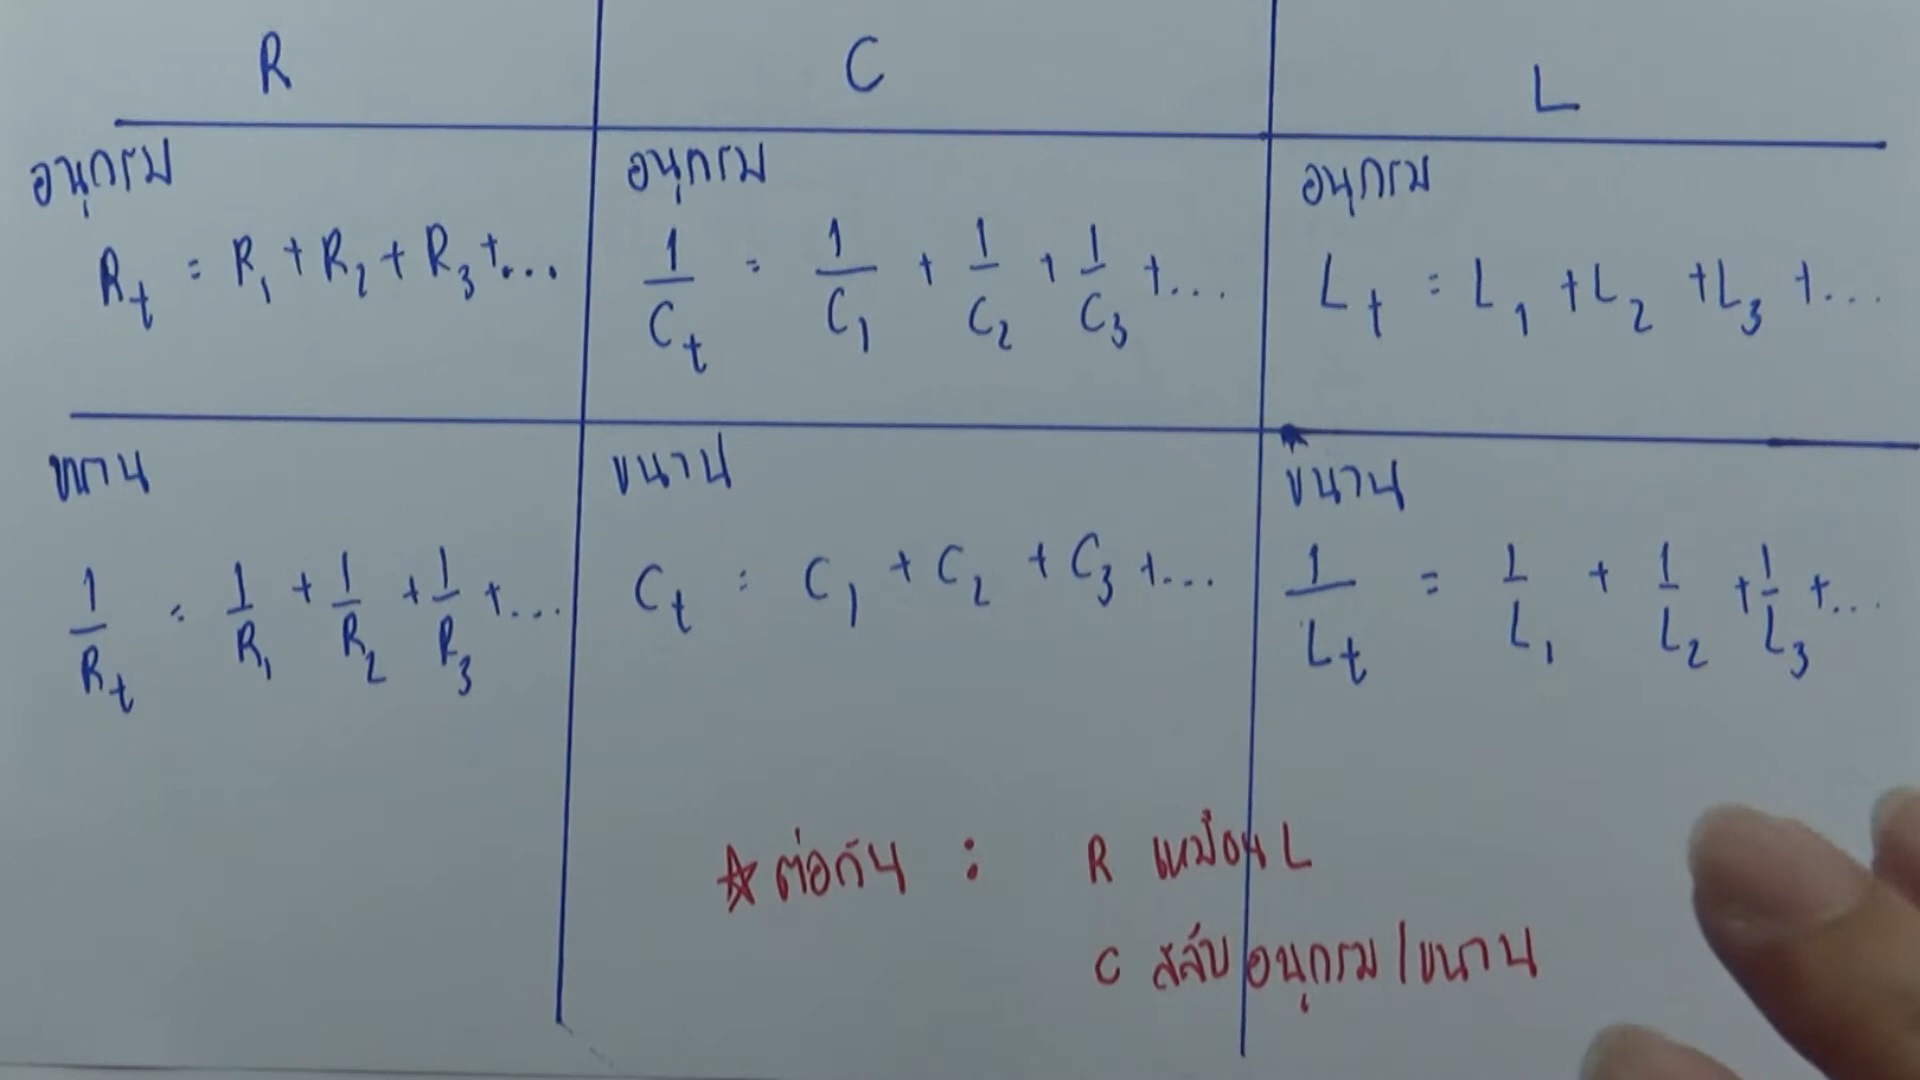 R
C
L
อนุกรม
Rt = R1 + R2 + R3 + ...
อนุกรม
1/Ct = 1/C1 + 1/C2 + 1/C3 + ...
อนุกรม
Lt = L1 + L2 + L3 + ...
ขนาน
1/Rt = 1/R1 + 1/R2 + 1/R3 + ...
ขนาน
Ct = C1 + C2 + C3 + ...
ขนาน
1/Lt = 1/L1 + 1/L2 + 1/L3 + ...
☆ ต่อกัน : R เหมือน L
C สลับ อนุกรม / ขนาน